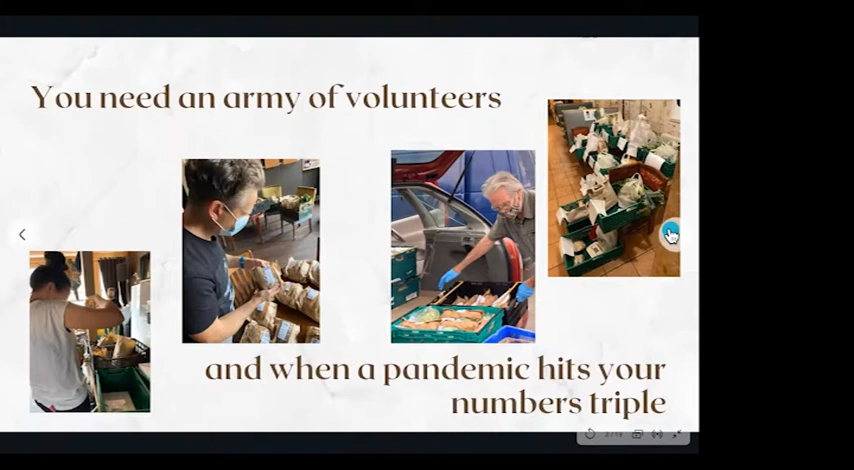 You need an army of volunteers
and when a pandemic hits your
numbers triple